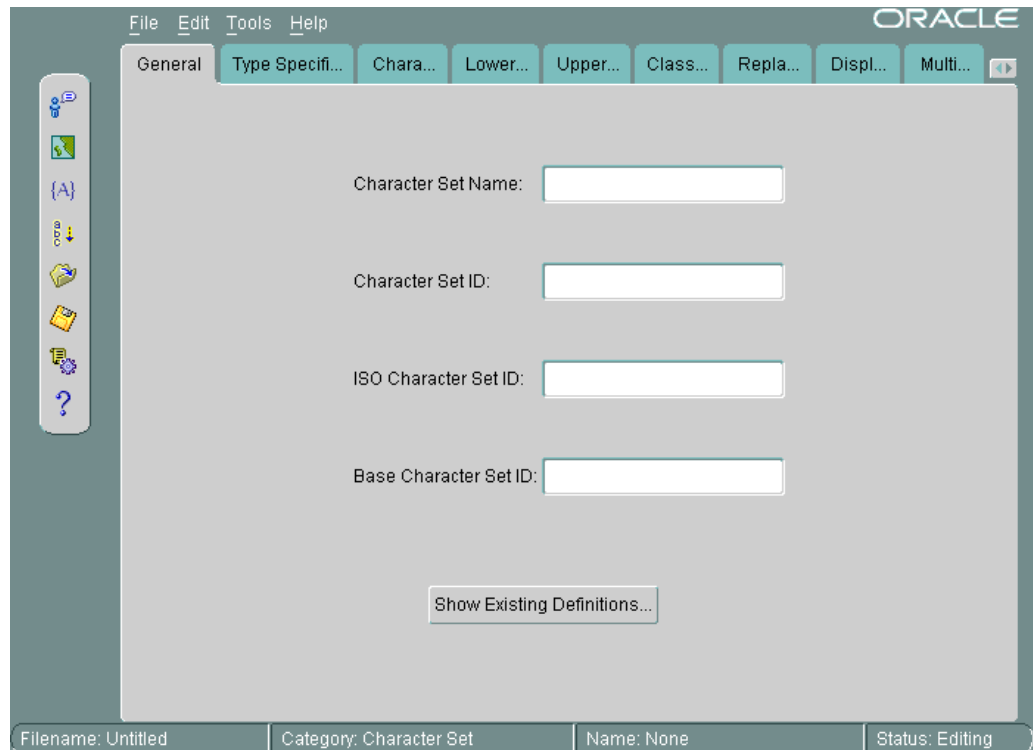 File Edit Tools Help
ORACLE
General Type Specifi... Chara... Lower... Upper... Class... Repla... Displ... Multi...
{A}
a
b
c
?
Character Set Name:
Character Set ID:
ISO Character Set ID:
Base Character Set ID:
Show Existing Definitions...
Filename: Untitled Category: Character Set Name: None Status: Editing